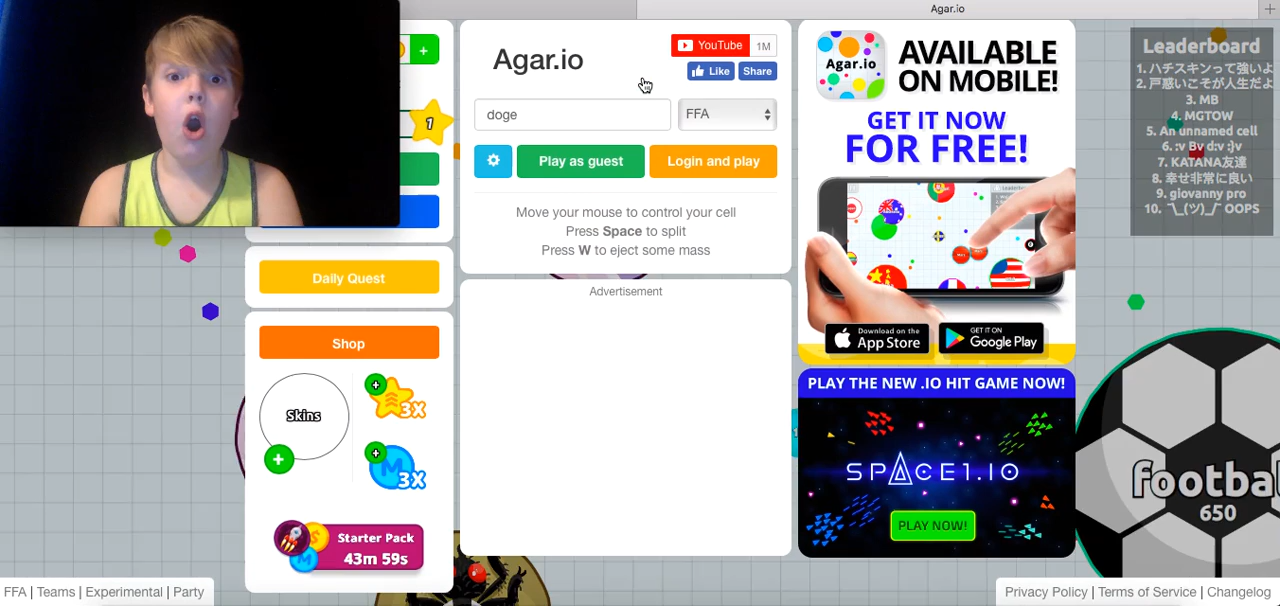 Agar.io
+
1
Agar.io
YouTube 1M
Like Share
doge
FFA
Play as guest
Login and play
Move your mouse to control your cell
Press Space to split
Press W to eject some mass
Advertisement
Daily Quest
Shop
Skins
+
+
3X
+
M
3X
Starter Pack
43m 59s
M
Agar.io
AVAILABLE
ON MOBILE!
GET IT NOW
FOR FREE!
Download on the
App Store
GET IT ON
Google Play
PLAY THE NEW .IO HIT GAME NOW!
SPACE1.IO
PLAY NOW!
Leaderboard
1. ハチスキンって強いよ
2. 戸惑いこそが人生だよ
3. MB
4. MGTOW
5. An unnamed cell
6. :v Bv d:v :}v
7. KATANA友達
8. 幸せ非常に良い
9. giovanny pro
10. ¯\_(ツ)_/¯ OOPS
footbal
650
FFA | Teams | Experimental | Party
Privacy Policy | Terms of Service | Changelog